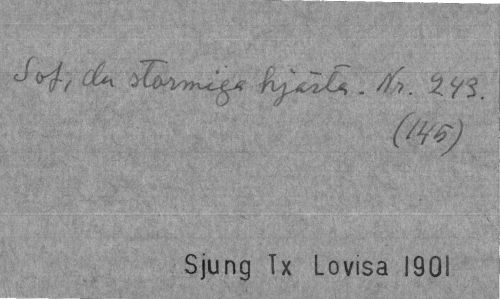 Sof, du stormiga hjärta. Nr. 243.
(145)
Sjung Tx Lovisa 1901